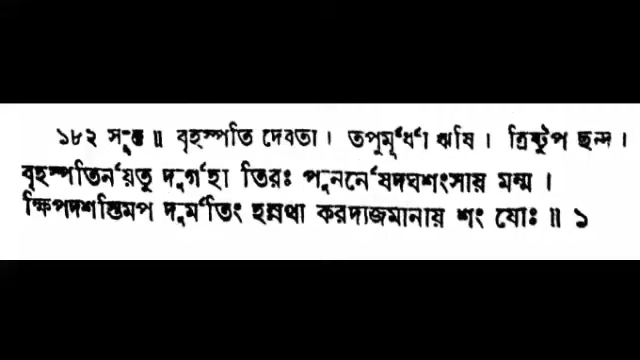 ১৮২ সূক্ত ॥ বৃহস্পতি দেবতা । তপুর্মূর্ধা ঋষি । ত্রিষ্টুপ ছন্দ ।
বৃহস্পতির্নয়তু দুর্গহা তিরঃ পুনর্নেষদঘশংসায় মন্ম ।
ক্ষিপদশস্তিমপ দুর্মতিং হন্নথা করদ্যজমানায় শং যোঃ ॥ ১